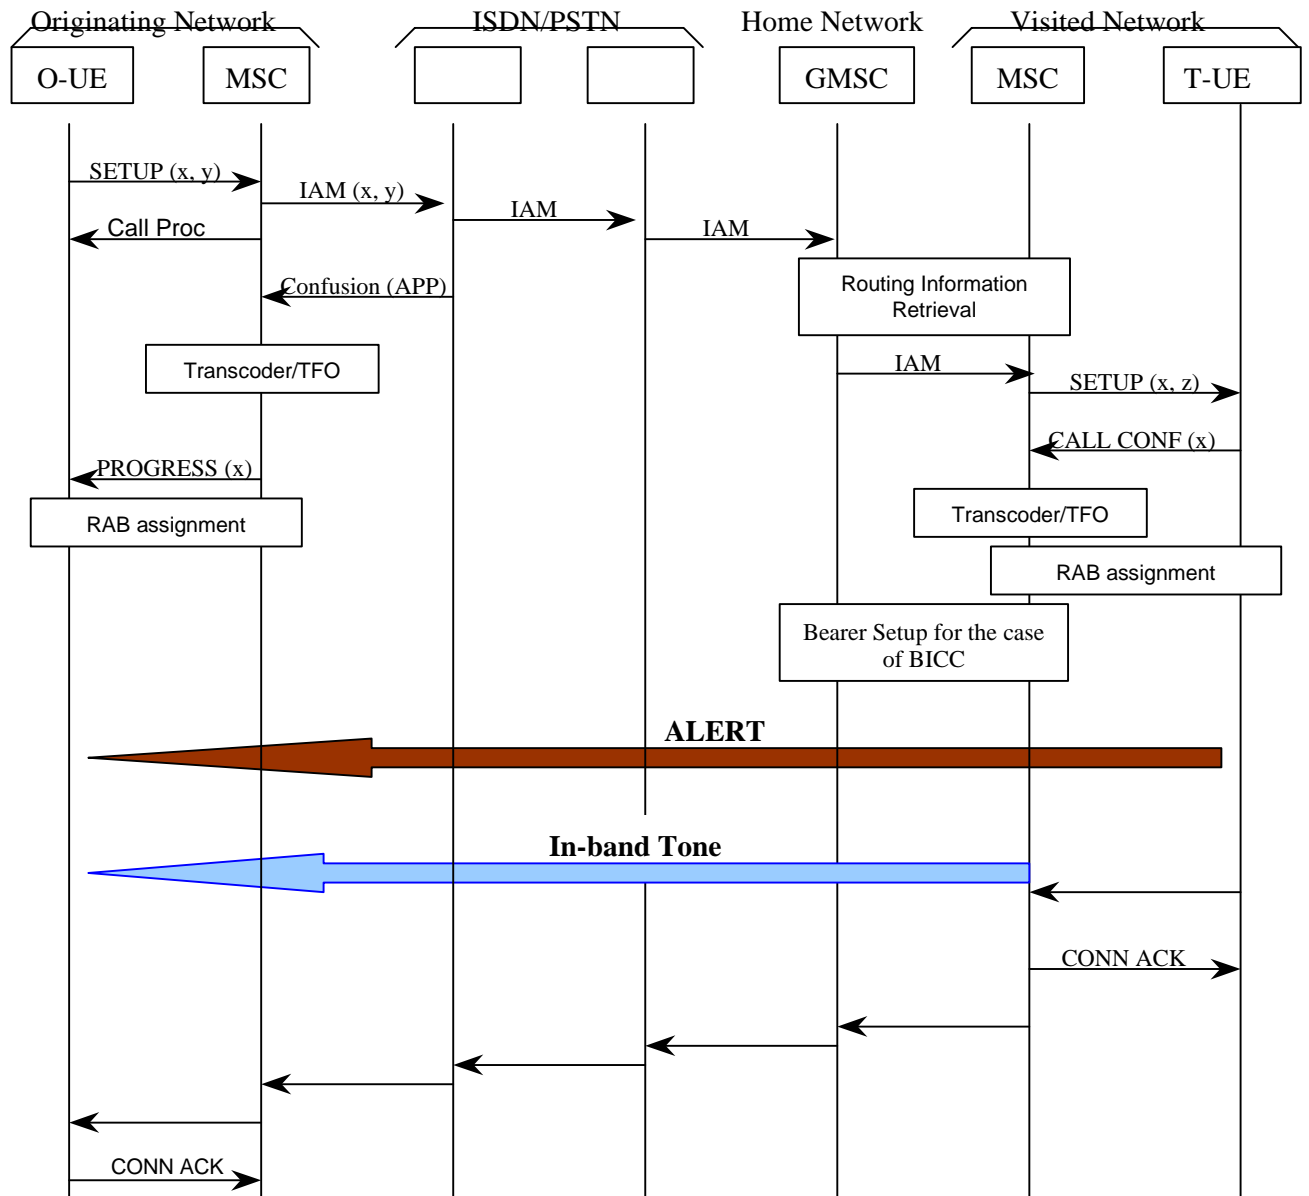 Originating Network
ISDN/PSTN
Home Network
Visited Network
O-UE
MSC
GMSC
MSC
T-UE
SETUP (x, y)
IAM (x, y)
IAM
Call Proc
IAM
Confusion (APP)
Routing Information
Retrieval
Transcoder/TFO
IAM
SETUP (x, z)
CALL CONF (x)
PROGRESS (x)
RAB assignment
Transcoder/TFO
RAB assignment
Bearer Setup for the case
of BICC
ALERT
In-band Tone
CONN ACK
CONN ACK